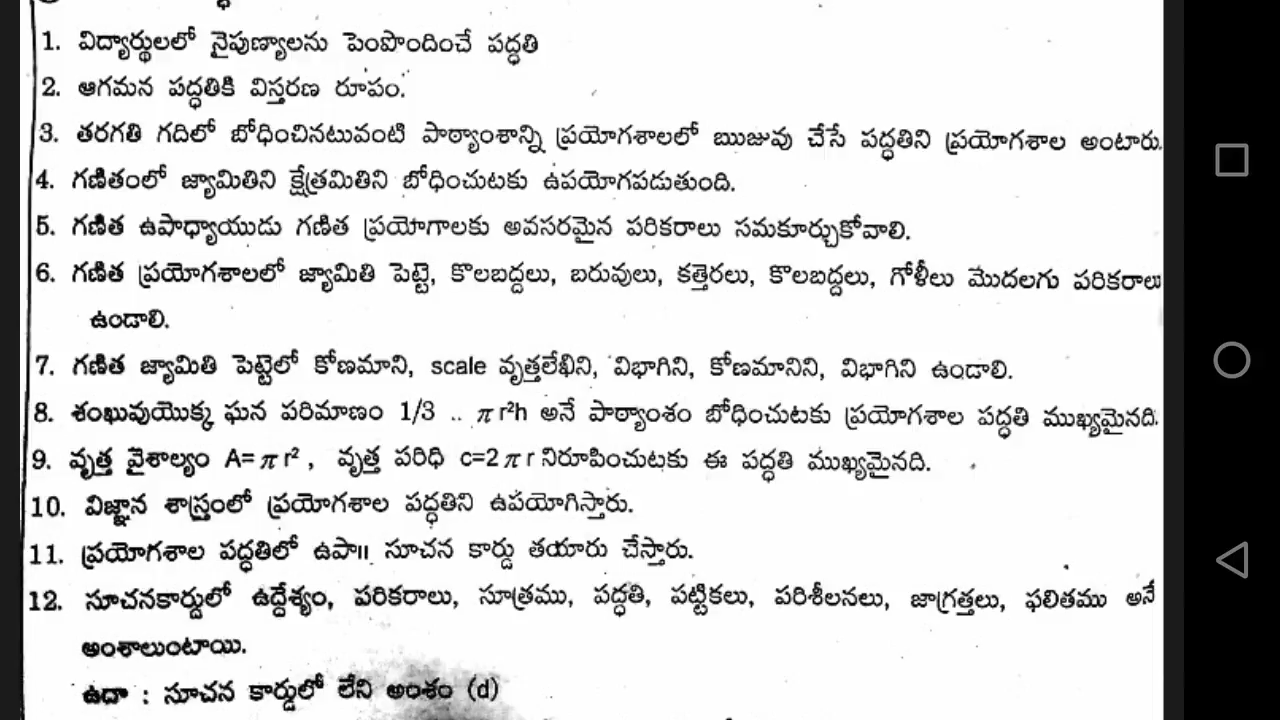 1. విద్యార్థులలో నైపుణ్యాలను పెంపొందించే పద్ధతి
2. ఆగమన పద్ధతికి విస్తరణ రూపం.
3. తరగతి గదిలో బోధించినటువంటి పాఠ్యాంశాన్ని ప్రయోగశాలలో ఋజువు చేసే పద్ధతిని ప్రయోగశాల అంటారు.
4. గణితంలో జ్యామితిని క్షేత్రమితిని బోధించుటకు ఉపయోగపడుతుంది.
5. గణిత ఉపాధ్యాయుడు గణిత ప్రయోగాలకు అవసరమైన పరికరాలు సమకూర్చుకోవాలి.
6. గణిత ప్రయోగశాలలో జ్యామితి పెట్టె, కొలబద్దలు, బరువులు, కత్తెరలు, కొలబద్దలు, గోళీలు మొదలగు పరికరాలు
ఉండాలి.
7. గణిత జ్యామితి పెట్టెలో కోణమాని, scale వృత్తలేఖిని, విభాగిని, కోణమానిని, విభాగిని ఉండాలి.
8. శంఖువుయొక్క ఘన పరిమాణం 1/3 .. π r²h అనే పాఠ్యాంశం బోధించుటకు ప్రయోగశాల పద్ధతి ముఖ్యమైనది.
9. వృత్త వైశాల్యం A=π r² , వృత్త పరిధి c=2 π r నిరూపించుటకు ఈ పద్ధతి ముఖ్యమైనది.
10. విజ్ఞాన శాస్త్రంలో ప్రయోగశాల పద్ధతిని ఉపయోగిస్తారు.
11. ప్రయోగశాల పద్ధతిలో ఉపా॥ సూచన కార్డు తయారు చేస్తారు.
12. సూచనకార్డులో ఉద్దేశ్యం, పరికరాలు, సూత్రము, పద్ధతి, పట్టికలు, పరిశీలనలు, జాగ్రత్తలు, ఫలితము అనే
అంశాలుంటాయి.
ఉదా : సూచన కార్డులో లేని అంశం (d)